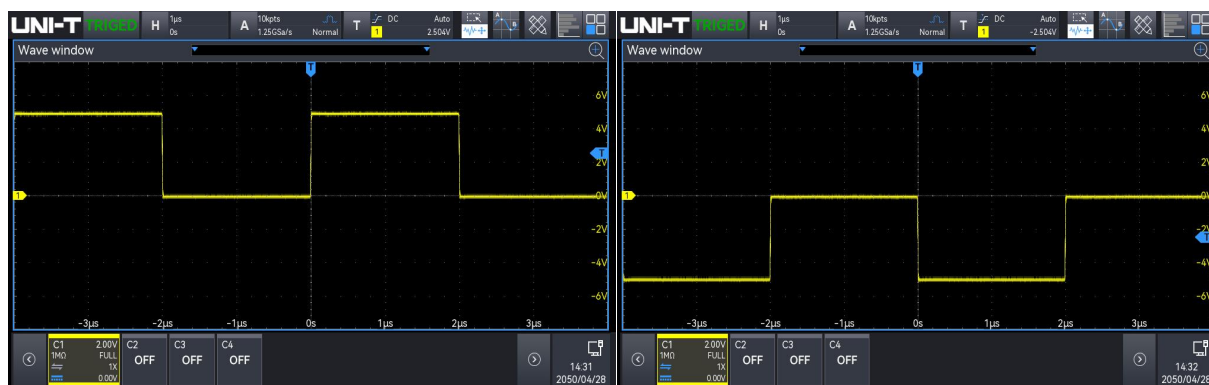 UNI-T TRIGED H 1μs 0s A 10kpts 1.25GSa/s Normal T DC 1 Auto 2.504V
Wave window
T
6V
4V
T
2V
1
0V
-2V
-4V
-6V
-3μs -2μs -1μs 0s 1μs 2μs 3μs
C1 2.00V C2 C3 C4
1MΩ FULL OFF OFF OFF
1X
0.00V
14:31
2050/04/28
UNI-T TRIGED H 1μs 0s A 10kpts 1.25GSa/s Normal T DC 1 Auto -2.504V
Wave window
T
6V
4V
2V
1
0V
-2V
T
-4V
-6V
-3μs -2μs -1μs 0s 1μs 2μs 3μs
C1 2.00V C2 C3 C4
1MΩ FULL OFF OFF OFF
1X
0.00V
14:32
2050/04/28